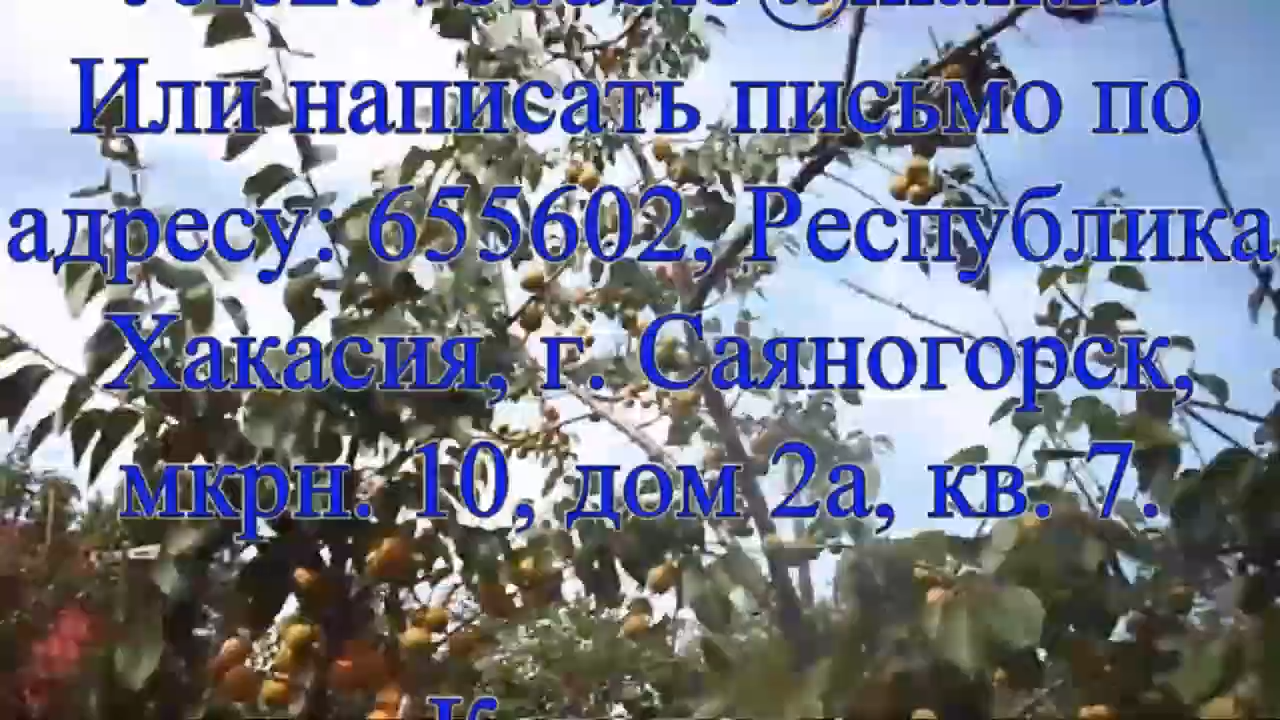 Или написать письмо по
адресу: 655602, Республика
Хакасия, г. Саяногорск,
мкрн. 10, дом 2а, кв. 7.